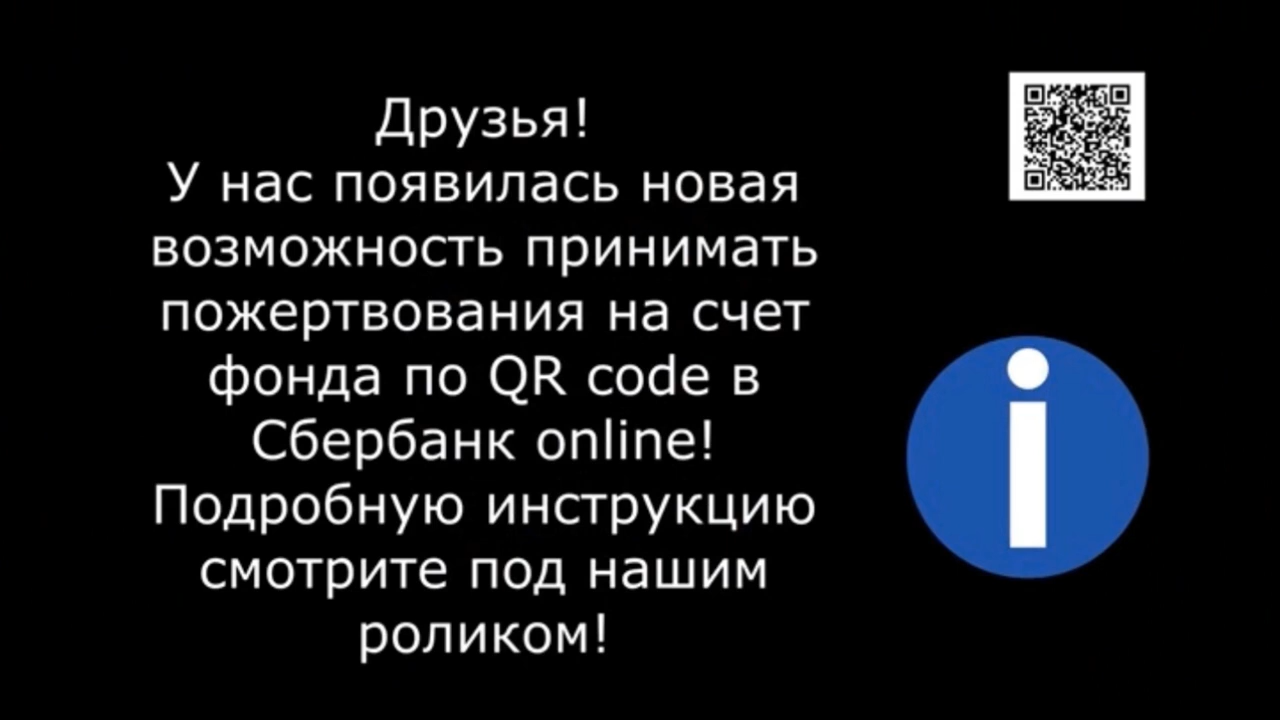 Друзья!
У нас появилась новая
возможность принимать
пожертвования на счет
фонда по QR code в
Сбербанк online!
Подробную инструкцию
смотрите под нашим
роликом!